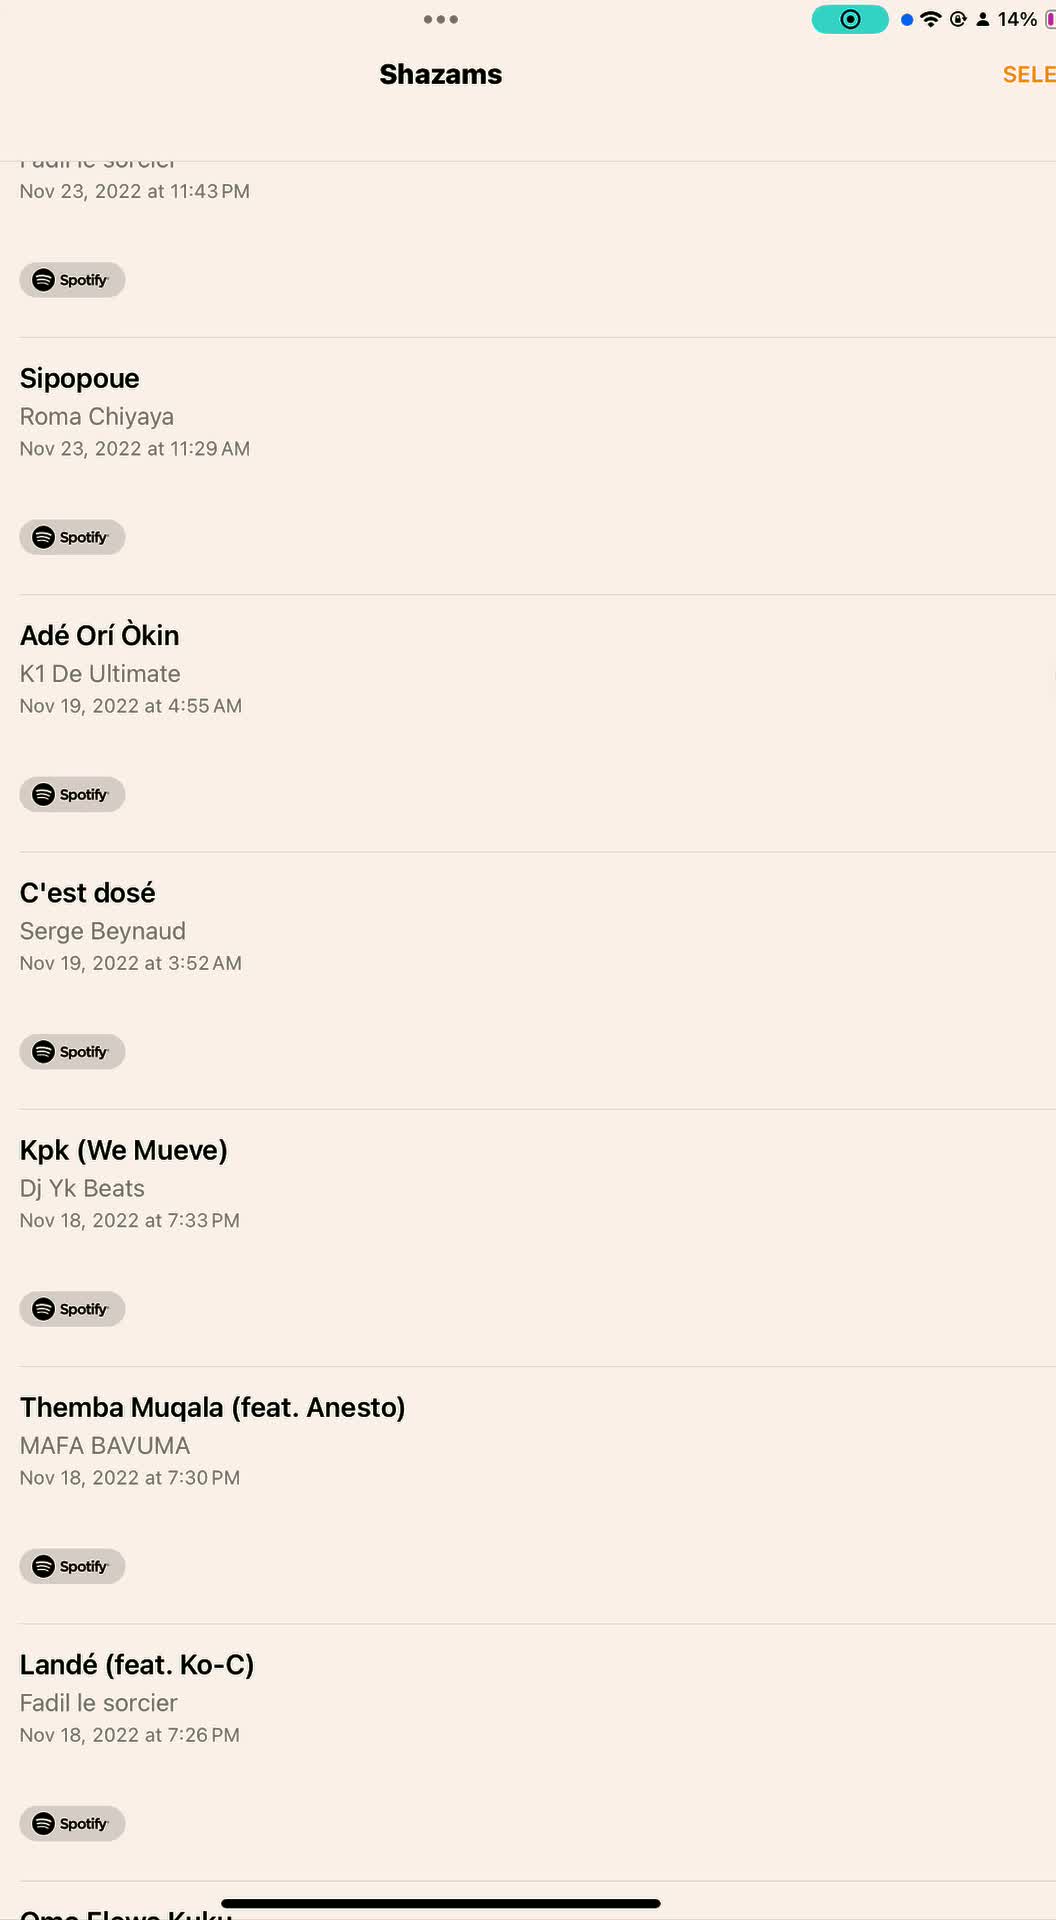 14%
Shazams
SELE
Fadil le sorcier
Nov 23, 2022 at 11:43 PM
Spotify
Sipopoue
Roma Chiyaya
Nov 23, 2022 at 11:29 AM
Spotify
Adé Orí Òkin
K1 De Ultimate
Nov 19, 2022 at 4:55 AM
Spotify
C'est dosé
Serge Beynaud
Nov 19, 2022 at 3:52 AM
Spotify
Kpk (We Mueve)
Dj Yk Beats
Nov 18, 2022 at 7:33 PM
Spotify
Themba Muqala (feat. Anesto)
MAFA BAVUMA
Nov 18, 2022 at 7:30 PM
Spotify
Landé (feat. Ko-C)
Fadil le sorcier
Nov 18, 2022 at 7:26 PM
Spotify